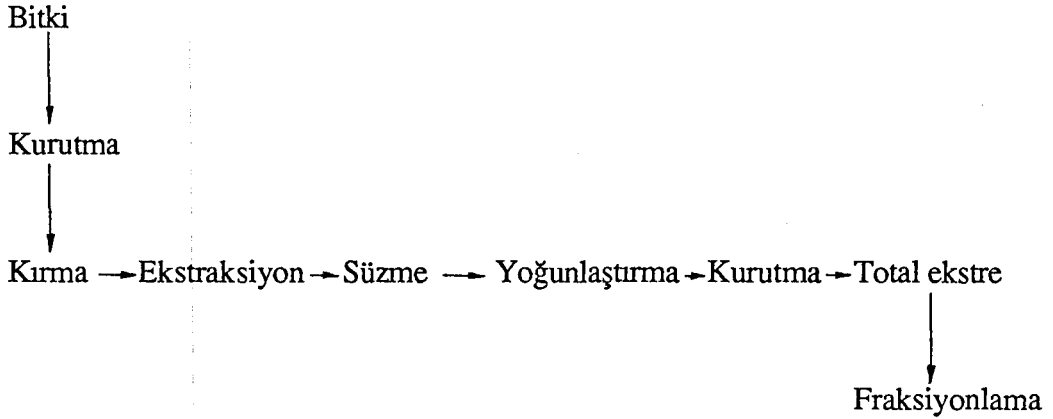 Bitki
Kurutma
Kırma Ekstraksiyon Süzme Yoğunlaştırma Kurutma Total ekstre
Fraksiyonlama